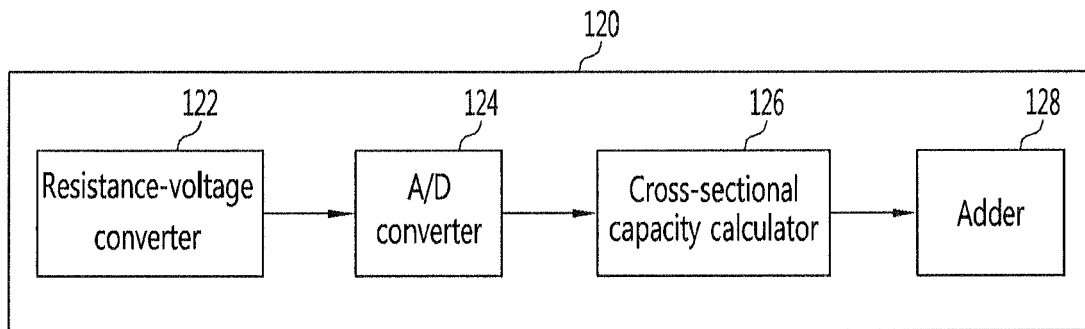 120
122
124
126
128
Resistance-voltage
converter
A/D
converter
Cross-sectional
capacity calculator
Adder